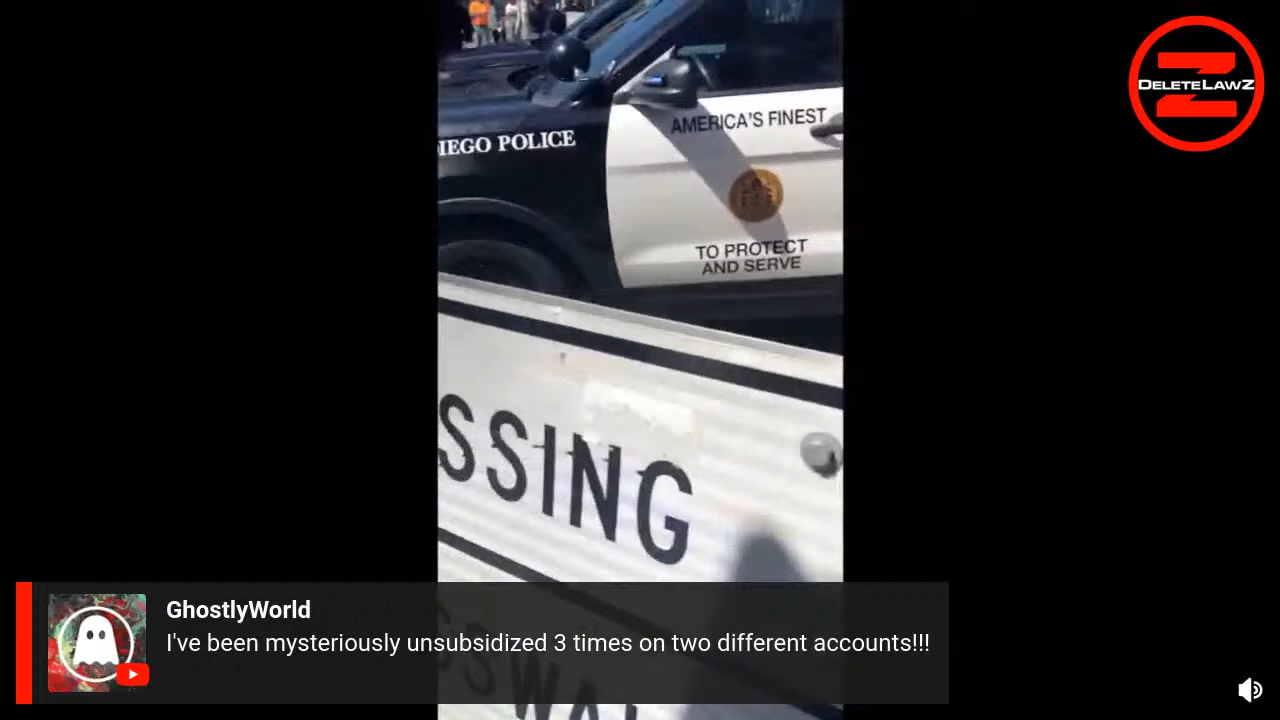 DELETELAWZ
AMERICA'S FINEST
IEGO POLICE
TO PROTECT
AND SERVE
SSING
SSWAL
GhostlyWorld
I've been mysteriously unsubsidized 3 times on two different accounts!!!